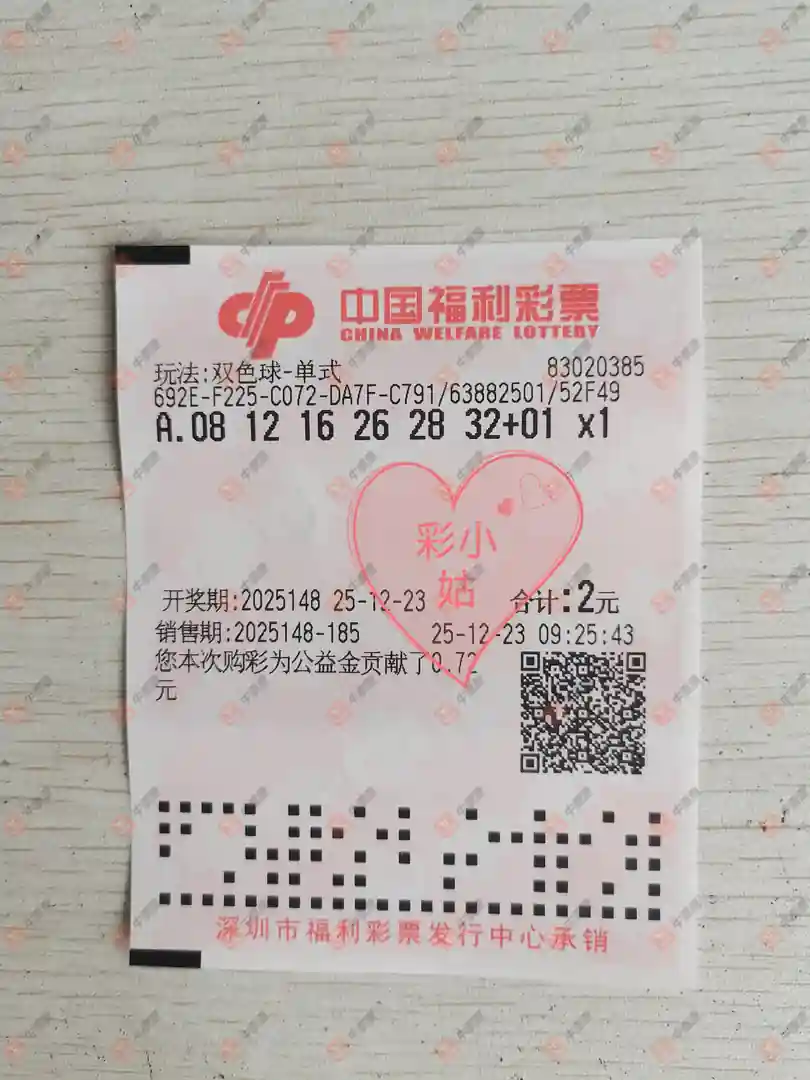 中国福利彩票
CHINA WELFARE LOTTERY
玩法:双色球-单式 83020385
692E-F225-C072-DA7F-C791/63882501/52F49
A.08 12 16 26 28 32+01 x1
彩小
姑
开奖期:2025148 25-12-23 合计:2元
销售期:2025148-185 25-12-23 09:25:43
您本次购彩为公益金贡献了0.72
元
深圳市福利彩票发行中心承销